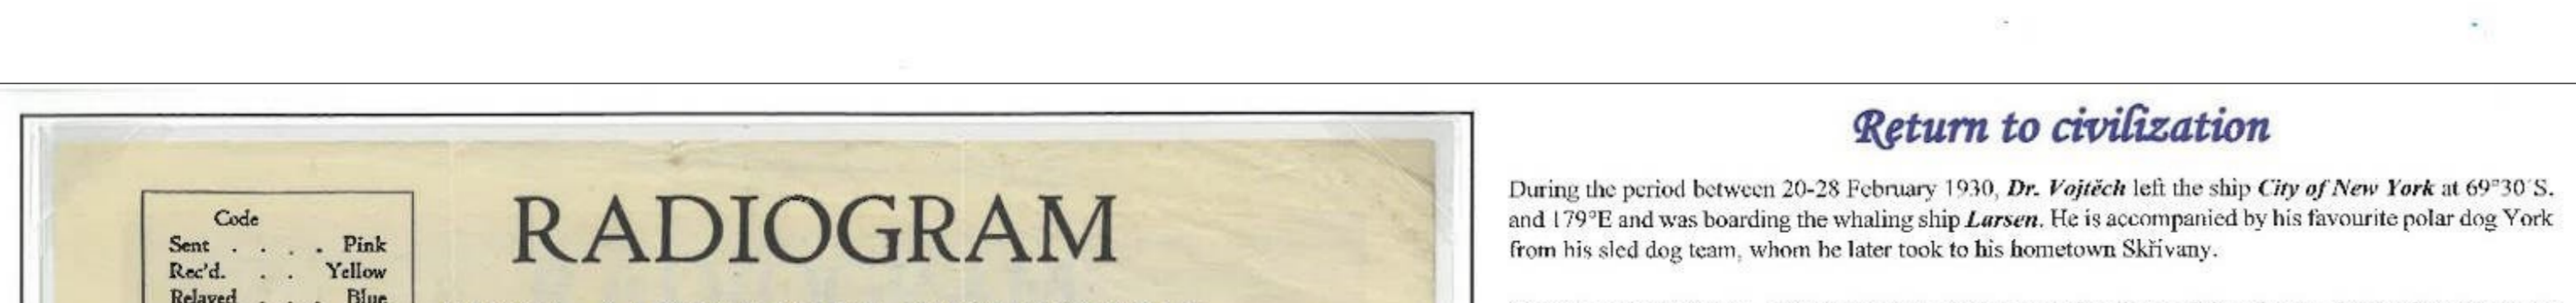 Return to civilization
During the period between 20-28 February 1930, Dr. Vojtěch left the ship City of New York at 69°30´S.
and 179°E and was boarding the whaling ship Larsen. He is accompanied by his favourite polar dog York
from his sled dog team, whom he later took to his hometown Skřivany.
RADIOGRAM
Code
Sent . . . . Pink
Rec'd. . . Yellow
Relayed . . . Blue